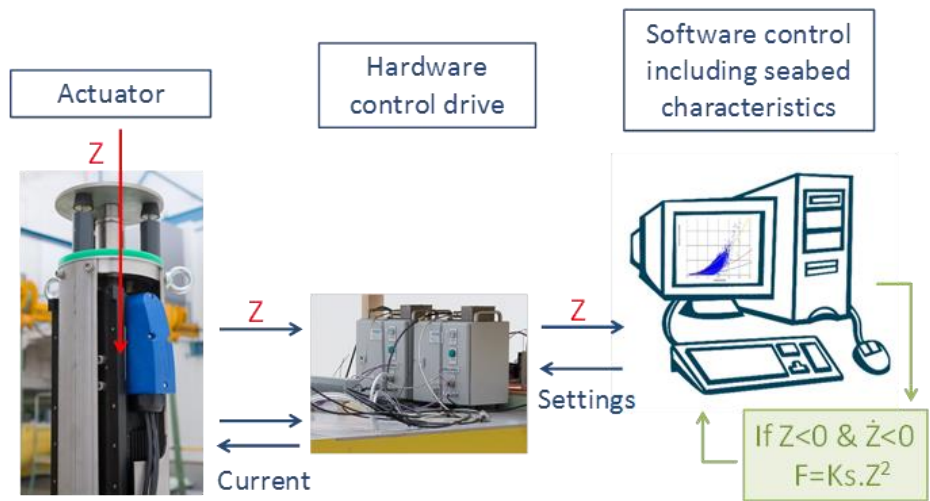 Actuator
Hardware
control drive
Software control
including seabed
characteristics
Z
Z
Z
Settings
Current
If Z<0 & Ż<0
F=Ks.Z²